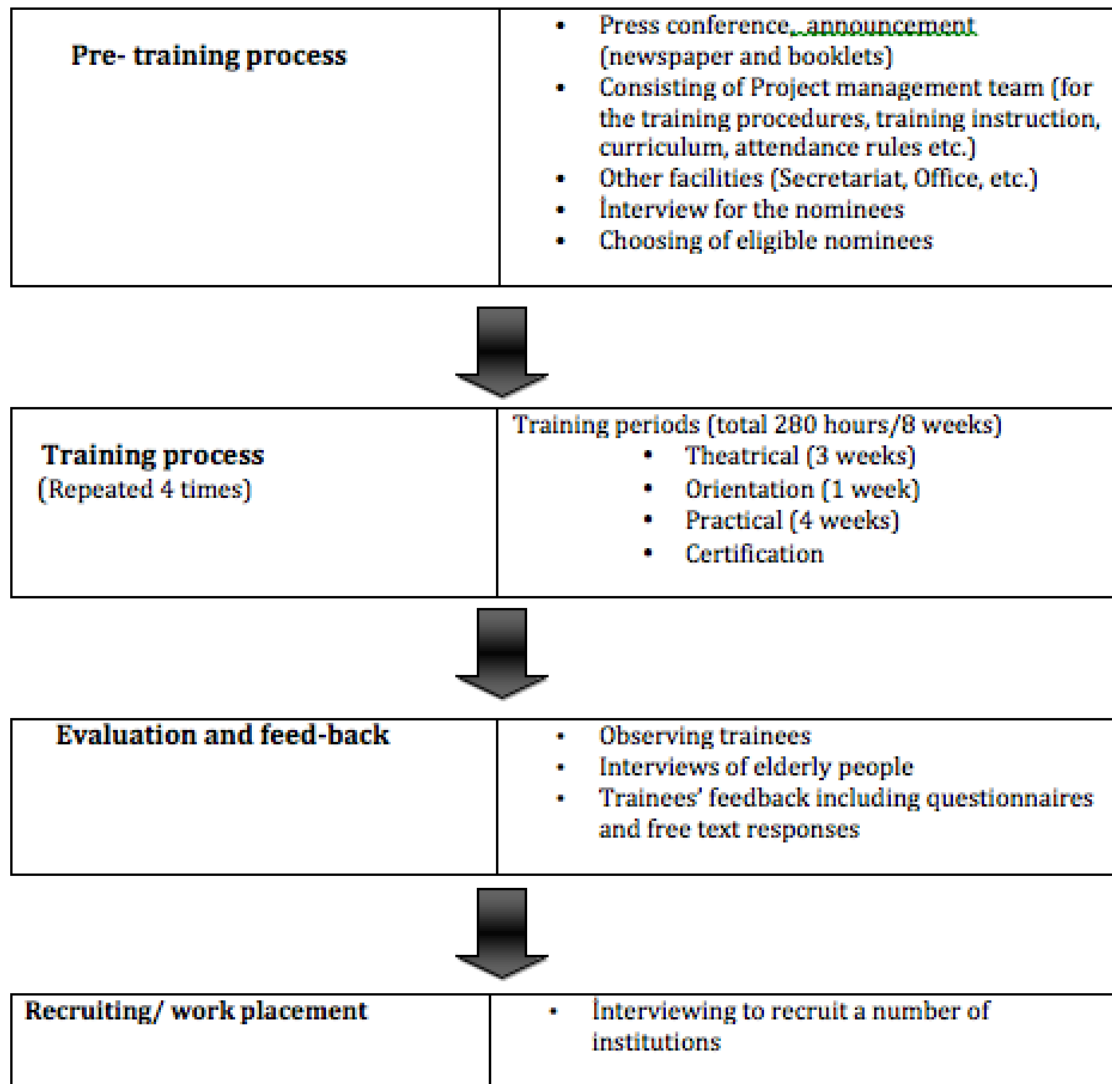 Pre- training process
• Press conference, announcement
(newspaper and booklets)
• Consisting of Project management team (for
the training procedures, training instruction,
curriculum, attendance rules etc.)
• Other facilities (Secretariat, Office, etc.)
• İnterview for the nominees
• Choosing of eligible nominees
Training process
(Repeated 4 times)
Training periods (total 280 hours/8 weeks)
• Theatrical (3 weeks)
• Orientation (1 week)
• Practical (4 weeks)
• Certification
Evaluation and feed-back
• Observing trainees
• Interviews of elderly people
• Trainees’ feedback including questionnaires
and free text responses
Recruiting/ work placement
• İnterviewing to recruit a number of
institutions